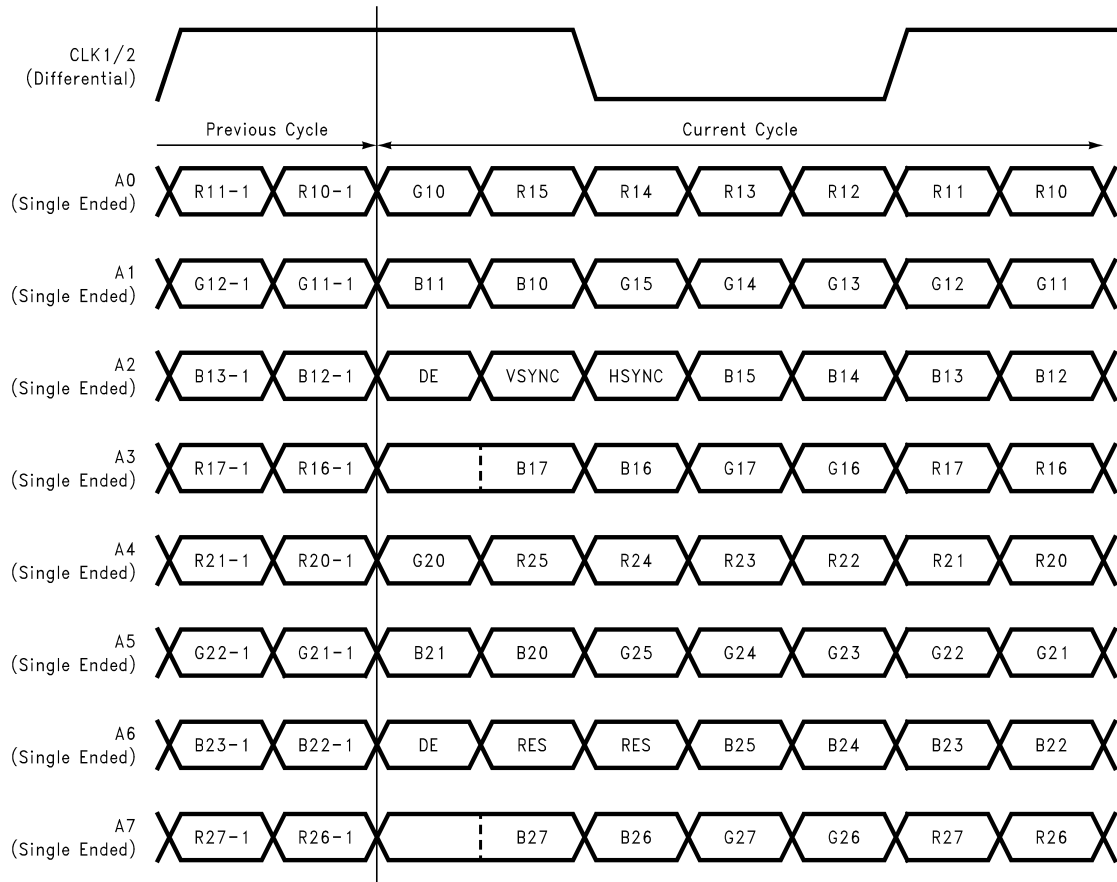 CLK1/2
(Differential)
Previous Cycle Current Cycle
A0
(Single Ended)
R11-1 R10-1 G10 R15 R14 R13 R12 R11 R10
A1
(Single Ended)
G12-1 G11-1 B11 B10 G15 G14 G13 G12 G11
A2
(Single Ended)
B13-1 B12-1 DE VSYNC HSYNC B15 B14 B13 B12
A3
(Single Ended)
R17-1 R16-1 B17 B16 G17 G16 R17 R16
A4
(Single Ended)
R21-1 R20-1 G20 R25 R24 R23 R22 R21 R20
A5
(Single Ended)
G22-1 G21-1 B21 B20 G25 G24 G23 G22 G21
A6
(Single Ended)
B23-1 B22-1 DE RES RES B25 B24 B23 B22
A7
(Single Ended)
R27-1 R26-1 B27 B26 G27 G26 R27 R26